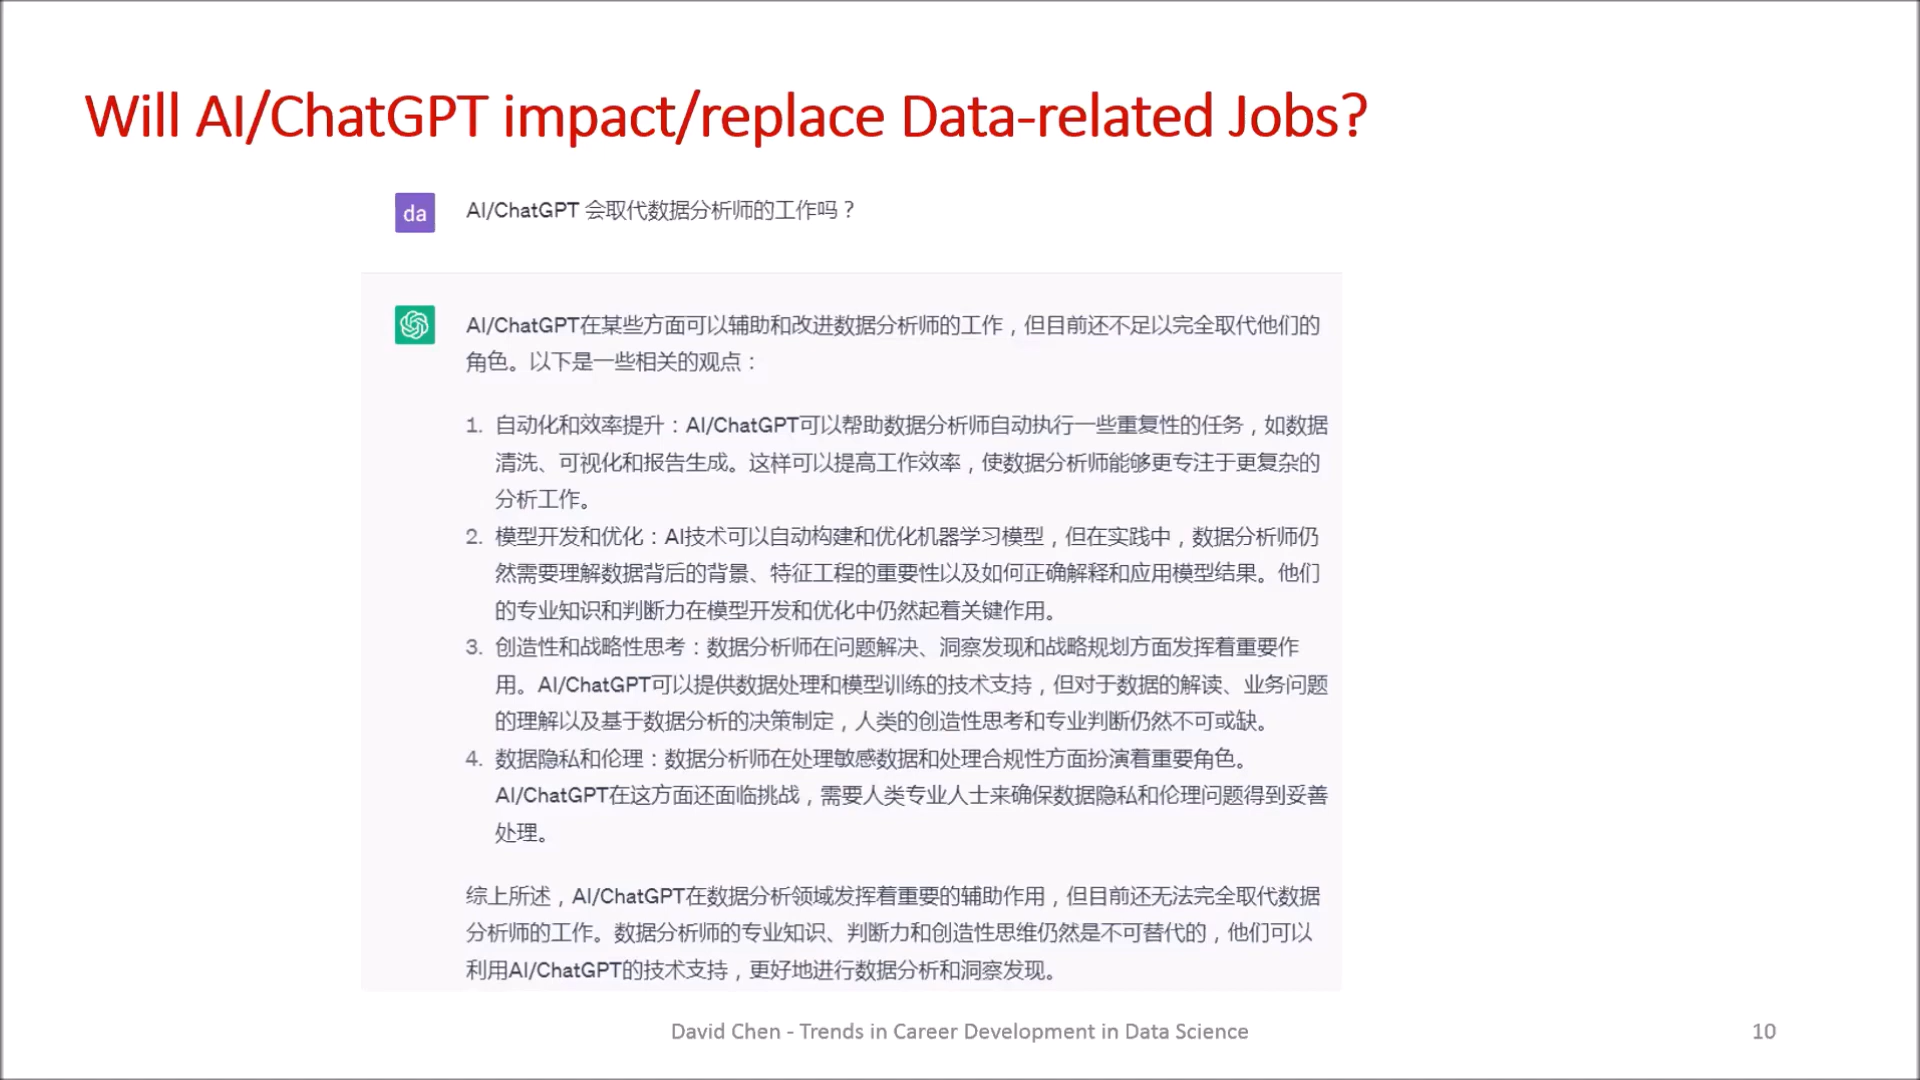 Will AI/ChatGPT impact/replace Data-related Jobs?
da
AI/ChatGPT 会取代数据分析师的工作吗？
AI/ChatGPT在某些方面可以辅助和改进数据分析师的工作，但目前还不足以完全取代他们的
角色。以下是一些相关的观点：
1. 自动化和效率提升：AI/ChatGPT可以帮助数据分析师自动执行一些重复性的任务，如数据
清洗、可视化和报告生成。这样可以提高工作效率，使数据分析师能够更专注于更复杂的
分析工作。
2. 模型开发和优化：AI技术可以自动构建和优化机器学习模型，但在实践中，数据分析师仍
然需要理解数据背后的背景、特征工程的重要性以及如何正确解释和应用模型结果。他们
的专业知识和判断力在模型开发和优化中仍然起着关键作用。
3. 创造性和战略性思考：数据分析师在问题解决、洞察发现和战略规划方面发挥着重要作
用。AI/ChatGPT可以提供数据处理和模型训练的技术支持，但对于数据的解读、业务问题
的理解以及基于数据分析的决策制定，人类的创造性思考和专业判断仍然不可或缺。
4. 数据隐私和伦理：数据分析师在处理敏感数据和处理合规性方面扮演着重要角色。
AI/ChatGPT在这方面还面临挑战，需要人类专业人士来确保数据隐私和伦理问题得到妥善
处理。
综上所述，AI/ChatGPT在数据分析领域发挥着重要的辅助作用，但目前还无法完全取代数据
分析师的工作。数据分析师的专业知识、判断力和创造性思维仍然是不可替代的，他们可以
利用AI/ChatGPT的技术支持，更好地进行数据分析和洞察发现。
David Chen - Trends in Career Development in Data Science
10